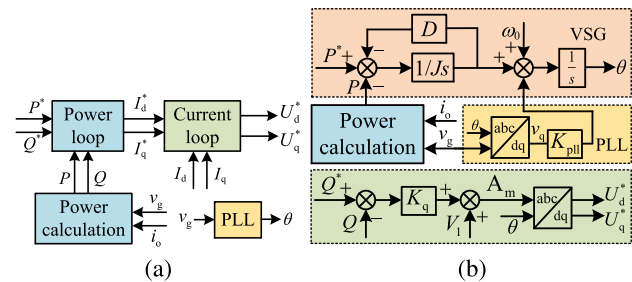 P*
Q*
Power loop
I*d
I*q
Current loop
U*d
U*q
P
Q
Id
Iq
Power calculation
vg
io
vg
PLL
θ
(a)
D
ω0
VSG
P*
+
−
−
P
1/Js
+
+
+
1/s
θ
Power calculation
io
vg
θ
abc
dq
vq
Kpll
PLL
Q*
+
−
Q
Kq
+
+
V1
Am
θ
abc
dq
U*d
U*q
(b)